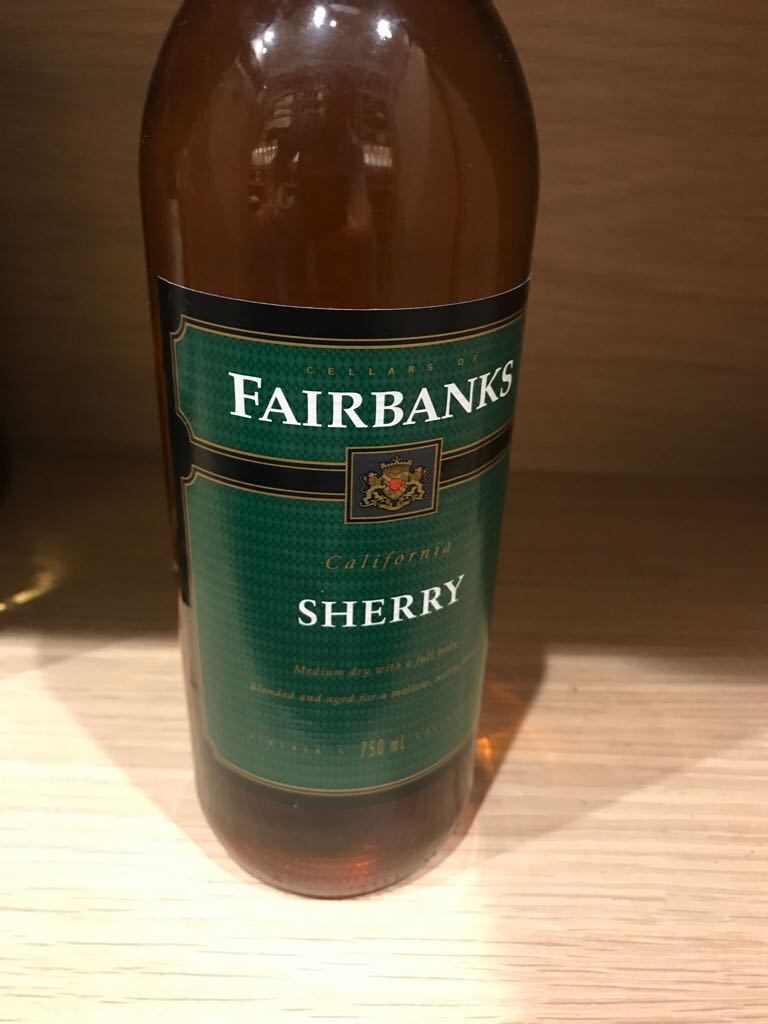 CELLARS OF
FAIRBANKS
California
SHERRY
Medium dry with a full body.
Blended and aged for a mellow,
750 mL